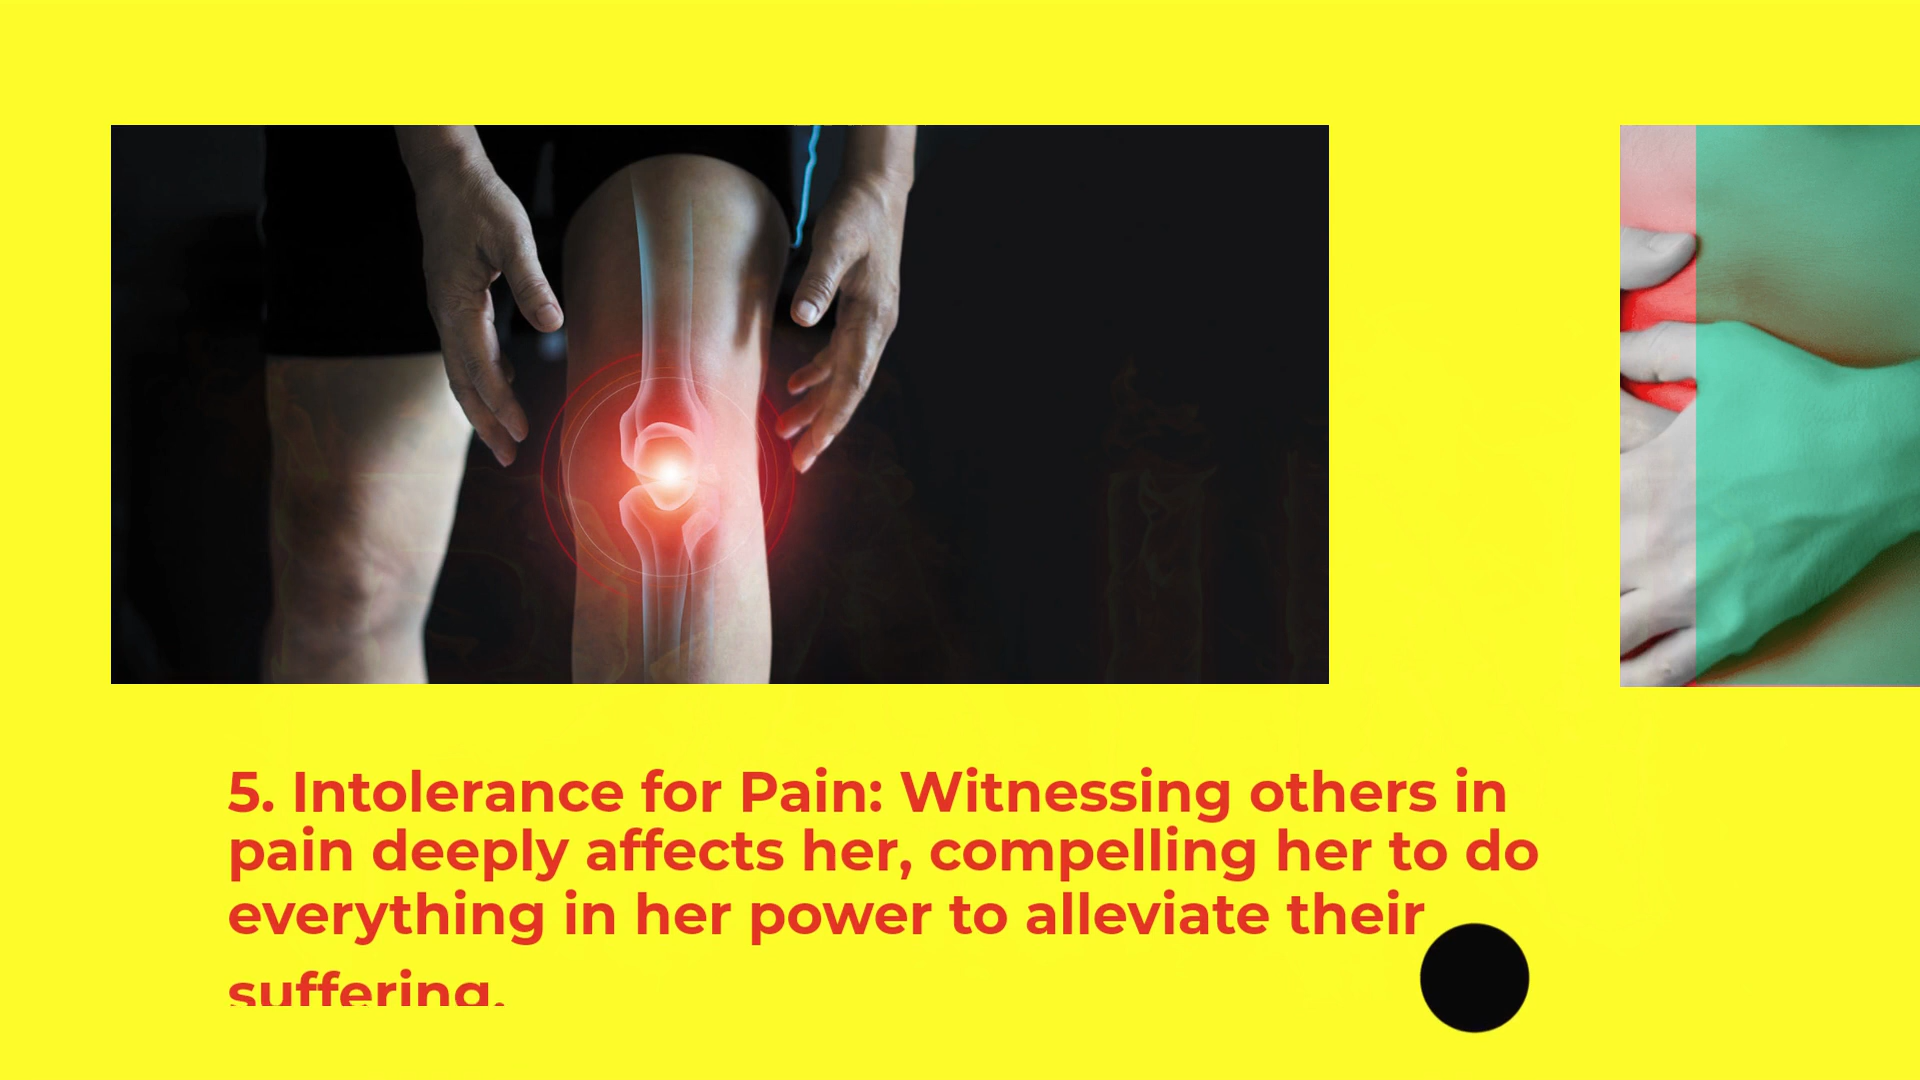 5. Intolerance for Pain: Witnessing others in
pain deeply affects her, compelling her to do
everything in her power to alleviate their
suffering.